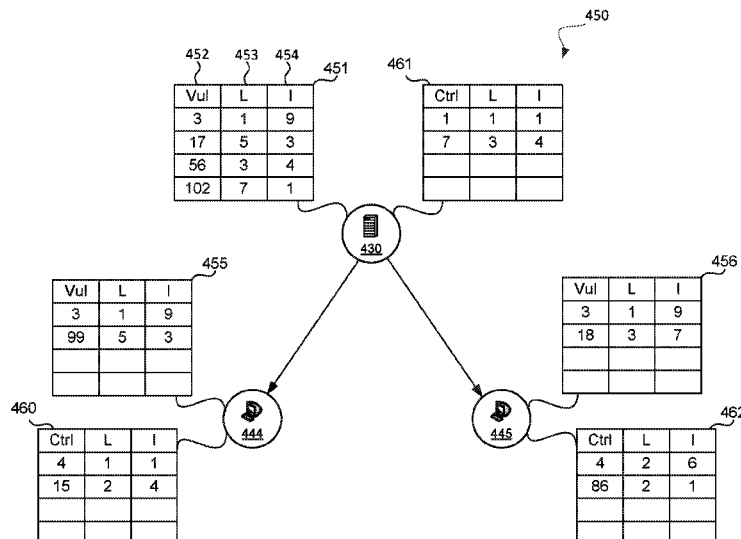 450
452 453 454 451
Vul L I
3 1 9
17 5 3
56 3 4
102 7 1
461
Ctrl L I
1 1 1
7 3 4
430
455
Vul L I
3 1 9
99 5 3
456
Vul L I
3 1 9
18 3 7
444
445
460
Ctrl L I
4 1 1
15 2 4
462
Ctrl L I
4 2 6
86 2 1